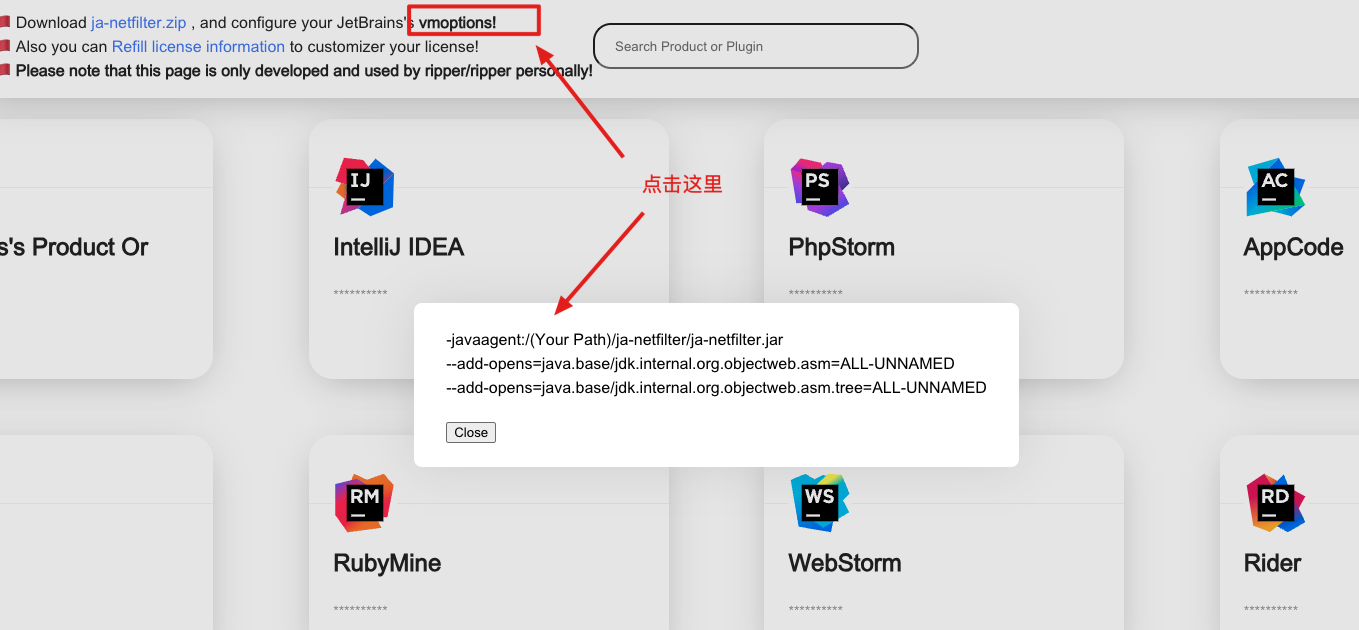 Download ja-netfilter.zip , and configure your JetBrains's vmoptions!
Also you can Refill license information to customizer your license!
Please note that this page is only developed and used by ripper/ripper personally!
Search Product or Plugin
点击这里
IJ
PS
AC
s's Product Or
IntelliJ IDEA
PhpStorm
AppCode
**********
**********
**********
-javaagent:/(Your Path)/ja-netfilter/ja-netfilter.jar
--add-opens=java.base/jdk.internal.org.objectweb.asm=ALL-UNNAMED
--add-opens=java.base/jdk.internal.org.objectweb.asm.tree=ALL-UNNAMED
Close
RM
WS
RD
RubyMine
WebStorm
Rider
**********
**********
**********